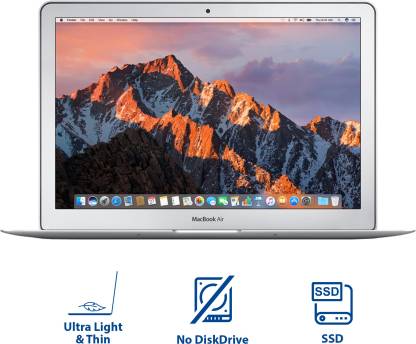 MacBook Air
SSD
Ultra Light
& Thin
No DiskDrive
SSD